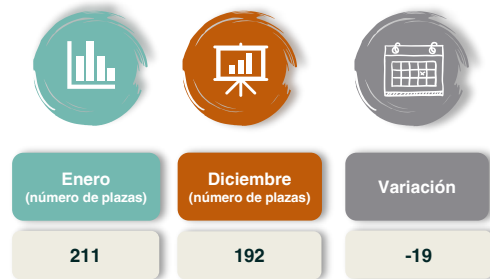 Enero
(número de plazas)
Diciembre
(número de plazas)
Variación
211
192
-19